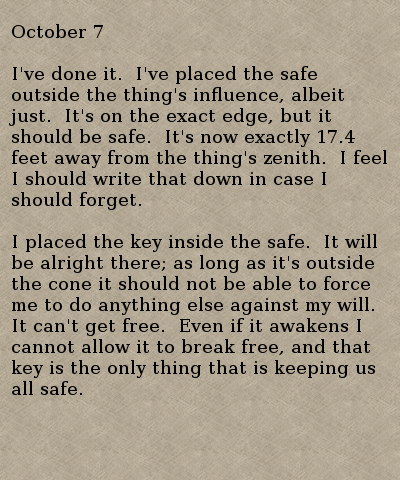 October 7
I've done it.  I've placed the safe
outside the thing's influence, albeit
just.  It's on the exact edge, but it
should be safe.  It's now exactly 17.4
feet away from the thing's zenith.  I feel
I should write that down in case I
should forget.
I placed the key inside the safe.  It will
be alright there; as long as it's outside
the cone it should not be able to force
me to do anything else against my will.
It can't get free.  Even if it awakens I
cannot allow it to break free, and that
key is the only thing that is keeping us
all safe.